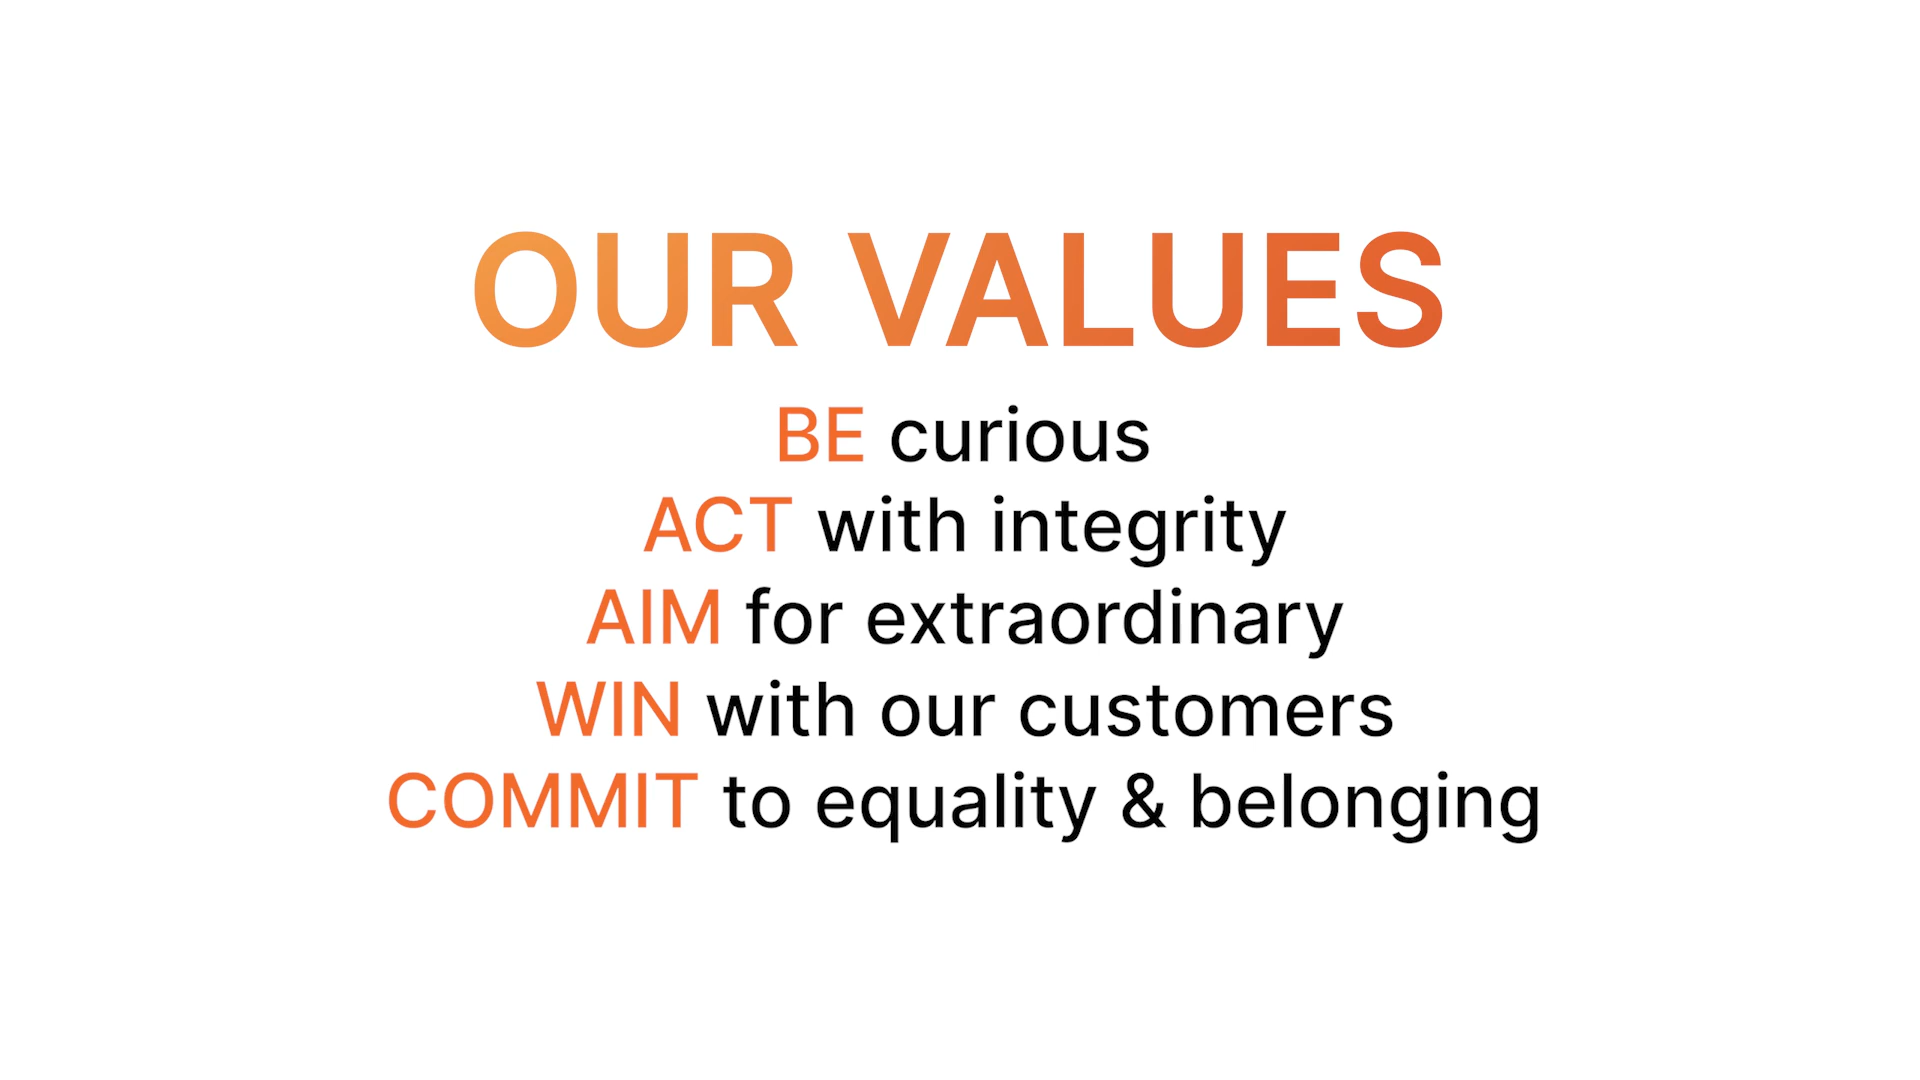 OUR VALUES
BE curious
ACT with integrity
AIM for extraordinary
WIN with our customers
COMMIT to equality & belonging